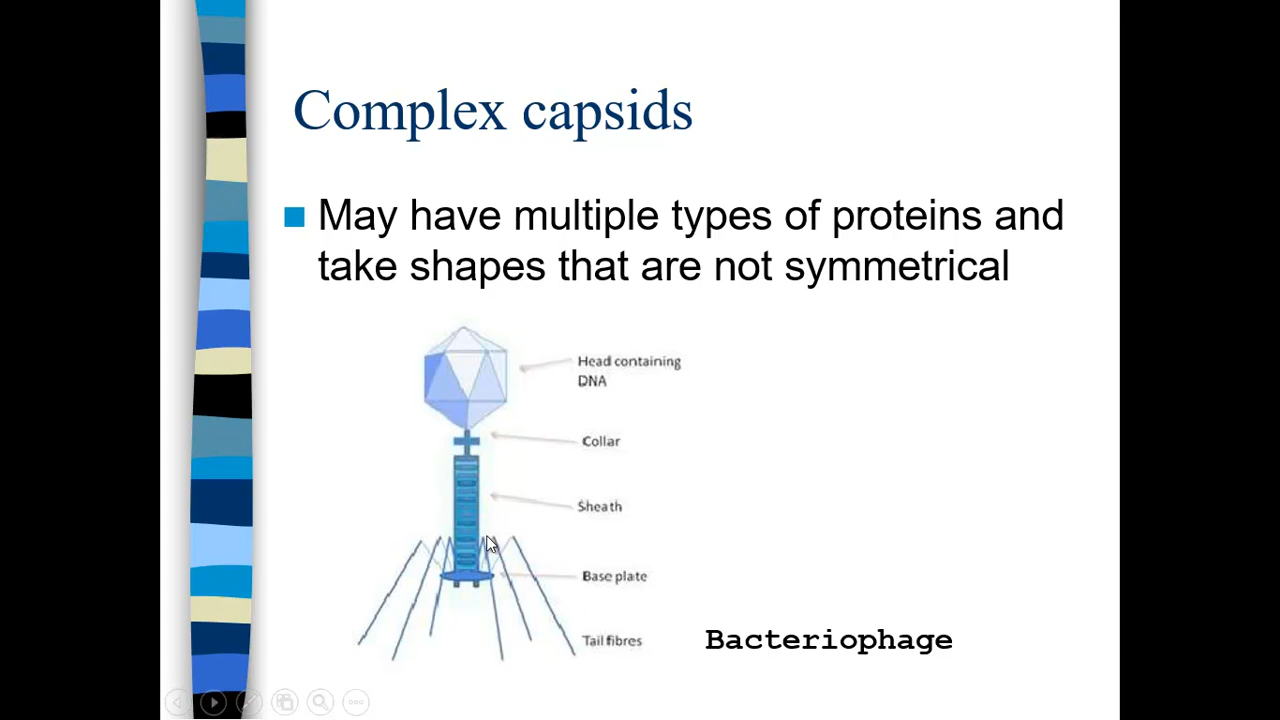 Complex capsids
May have multiple types of proteins and
take shapes that are not symmetrical
Head containing
DNA
Collar
Sheath
Base plate
Tail fibres
Bacteriophage